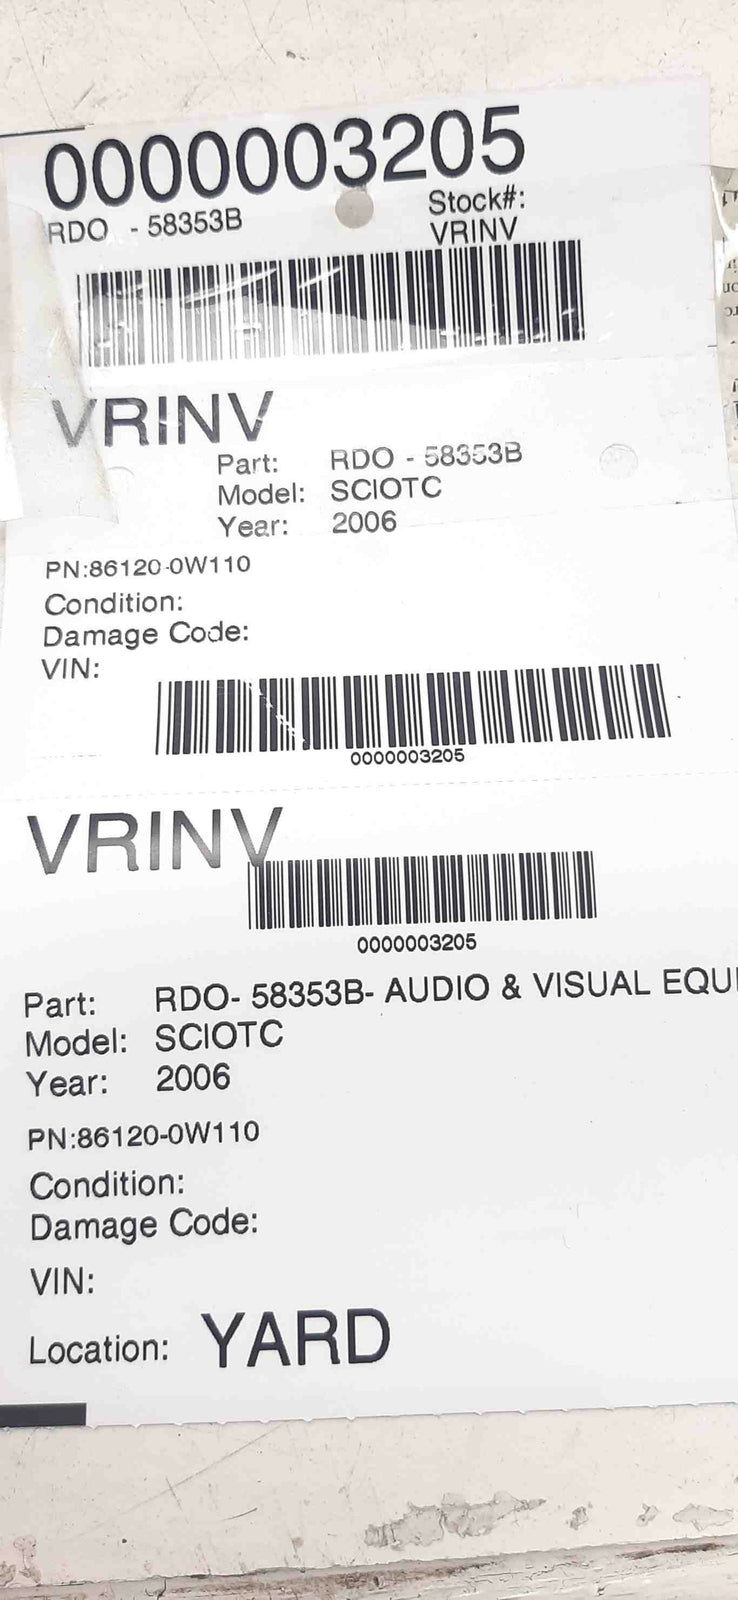 0000003205
RDO - 58353B
Stock#:
VRINV
VRINV
Part: RDO - 58353B
Model: SCIOTC
Year: 2006
PN:86120-0W110
Condition:
Damage Code:
VIN:
0000003205
VRINV
0000003205
Part: RDO- 58353B- AUDIO & VISUAL EQUI
Model: SCIOTC
Year: 2006
PN:86120-0W110
Condition:
Damage Code:
VIN:
Location: YARD